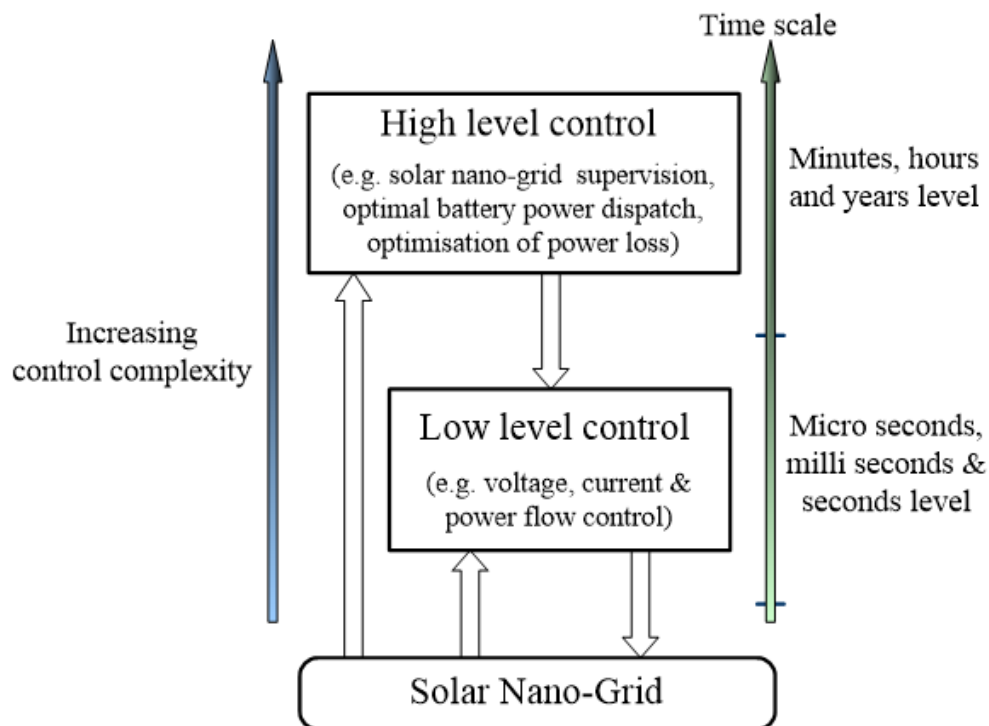 Time scale
High level control
(e.g. solar nano-grid supervision,
optimal battery power dispatch,
optimisation of power loss)
Minutes, hours
and years level
Increasing
control complexity
Low level control
(e.g. voltage, current &
power flow control)
Micro seconds,
milli seconds &
seconds level
Solar Nano-Grid